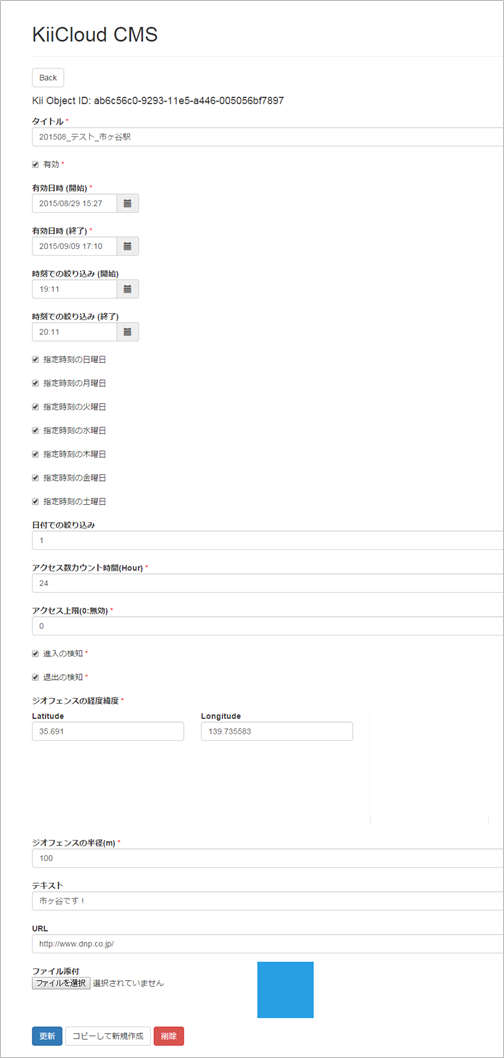 KiiCloud CMS
Back
Kii Object ID: ab6c56c0-9293-11e5-a446-005056bf7897
タイトル *
201508_テスト_市ヶ谷駅
有効 *
有効日時 (開始) *
2015/08/29 15:27
有効日時 (終了) *
2015/09/09 17:10
時刻での絞り込み (開始)
19:11
時刻での絞り込み (終了)
20:11
指定時刻の日曜日
指定時刻の月曜日
指定時刻の火曜日
指定時刻の水曜日
指定時刻の木曜日
指定時刻の金曜日
指定時刻の土曜日
日付での絞り込み
1
アクセス数カウント時間(Hour) *
24
アクセス上限(0:無効) *
0
進入の検知 *
退出の検知 *
ジオフェンスの経度緯度 *
Latitude Longitude
35.691 139.735583
ジオフェンスの半径(m) *
100
テキスト
市ヶ谷です！
URL
http://www.dnp.co.jp/
ファイル添付
ファイルを選択 選択されていません
更新 コピーして新規作成 削除